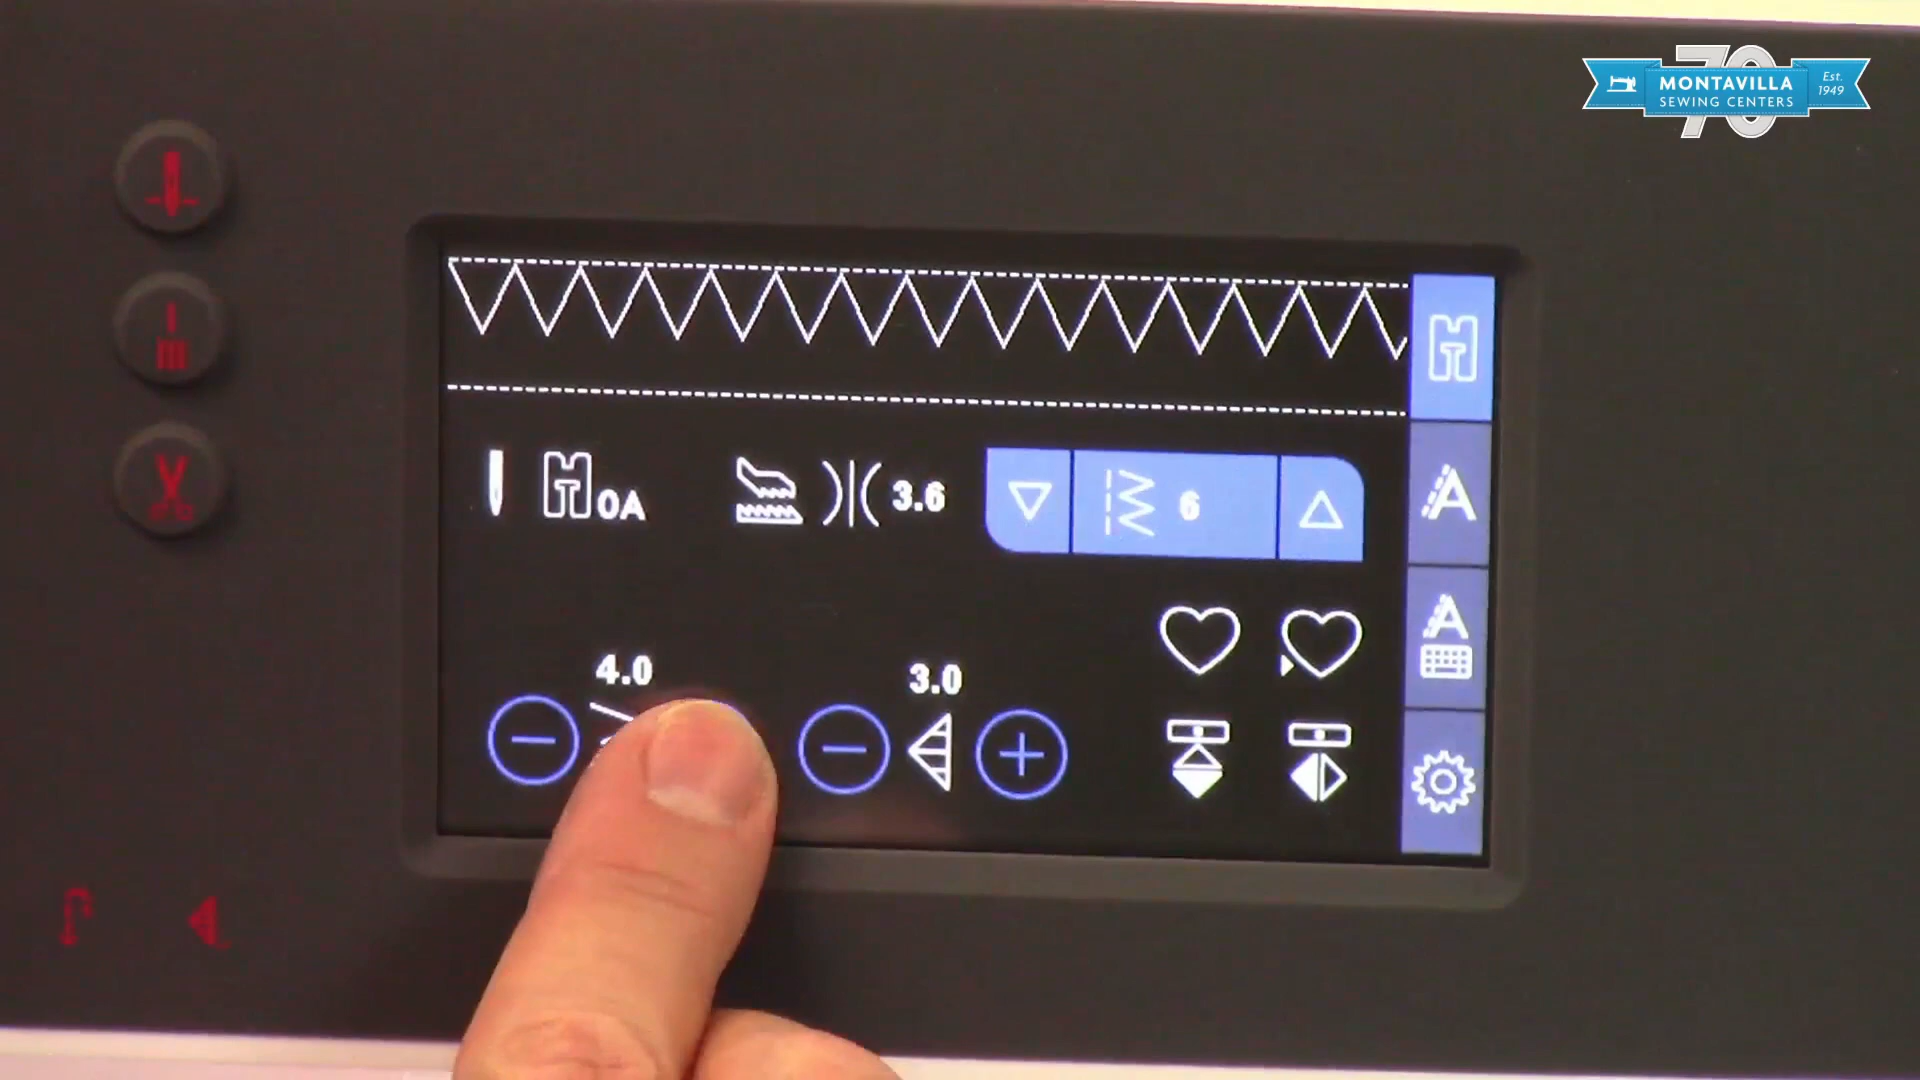 70
MONTAVILLA
SEWING CENTERS
Est.
1949
0A
3.6
6
A
A
4.0
3.0